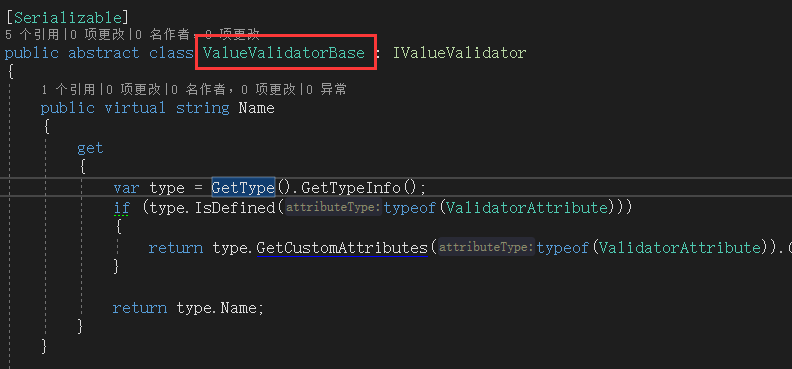 [Serializable]
5 个引用|0 项更改|0 名作者，0 项更改
public abstract class ValueValidatorBase : IValueValidator
{
1 个引用|0 项更改|0 名作者，0 项更改|0 异常
public virtual string Name
{
get
{
var type = GetType().GetTypeInfo();
if (type.IsDefined(attributeType:typeof(ValidatorAttribute)))
{
return type.GetCustomAttributes(attributeType:typeof(ValidatorAttribute)).
}
return type.Name;
}
}